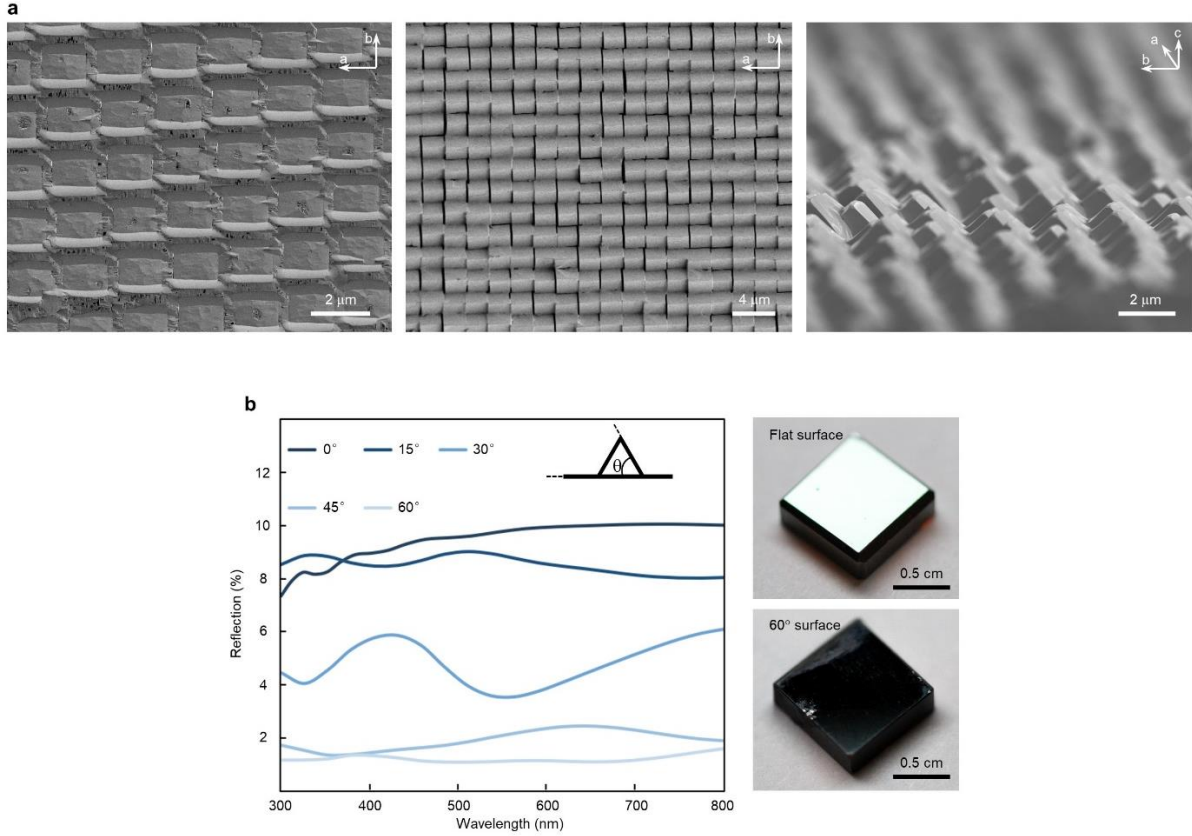 a
b
a
2 μm
b
a
4 μm
c
a
b
2 μm
b
0°
15°
30°
45°
60°
θ
12
10
8
6
4
2
Reflection (%)
300
400
500
600
700
800
Wavelength (nm)
Flat surface
0.5 cm
60° surface
0.5 cm